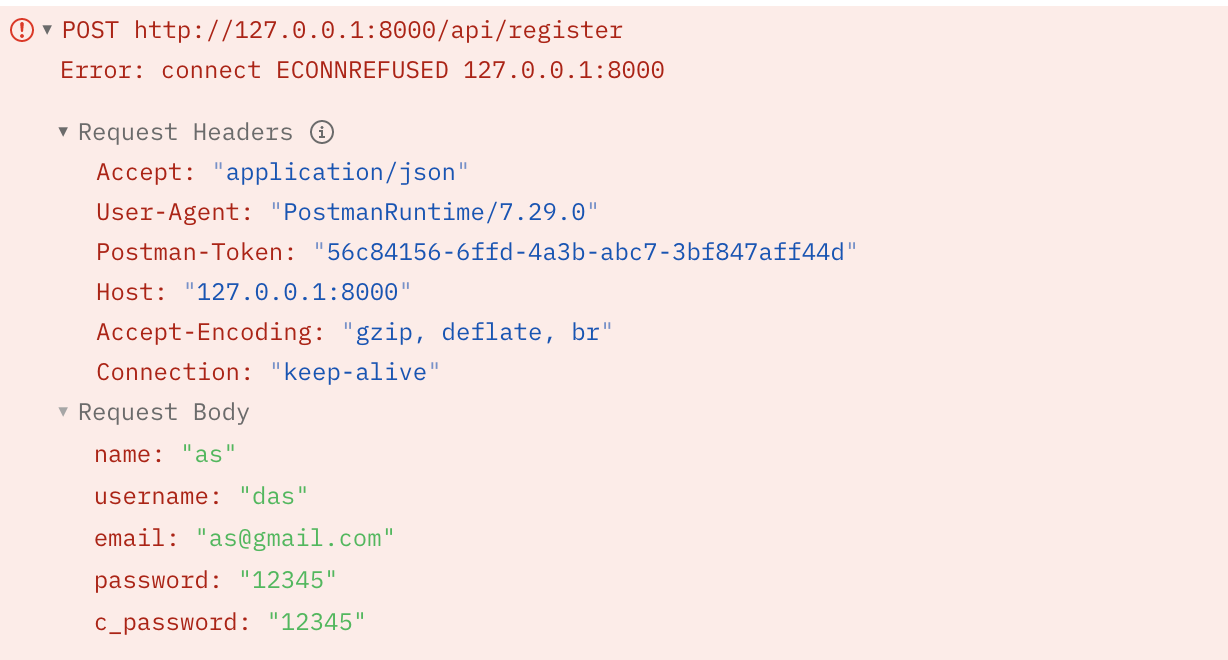 POST http://127.0.0.1:8000/api/register
Error: connect ECONNREFUSED 127.0.0.1:8000
Request Headers
Accept: "application/json"
User-Agent: "PostmanRuntime/7.29.0"
Postman-Token: "56c84156-6ffd-4a3b-abc7-3bf847aff44d"
Host: "127.0.0.1:8000"
Accept-Encoding: "gzip, deflate, br"
Connection: "keep-alive"
Request Body
name: "as"
username: "das"
email: "as@gmail.com"
password: "12345"
c_password: "12345"